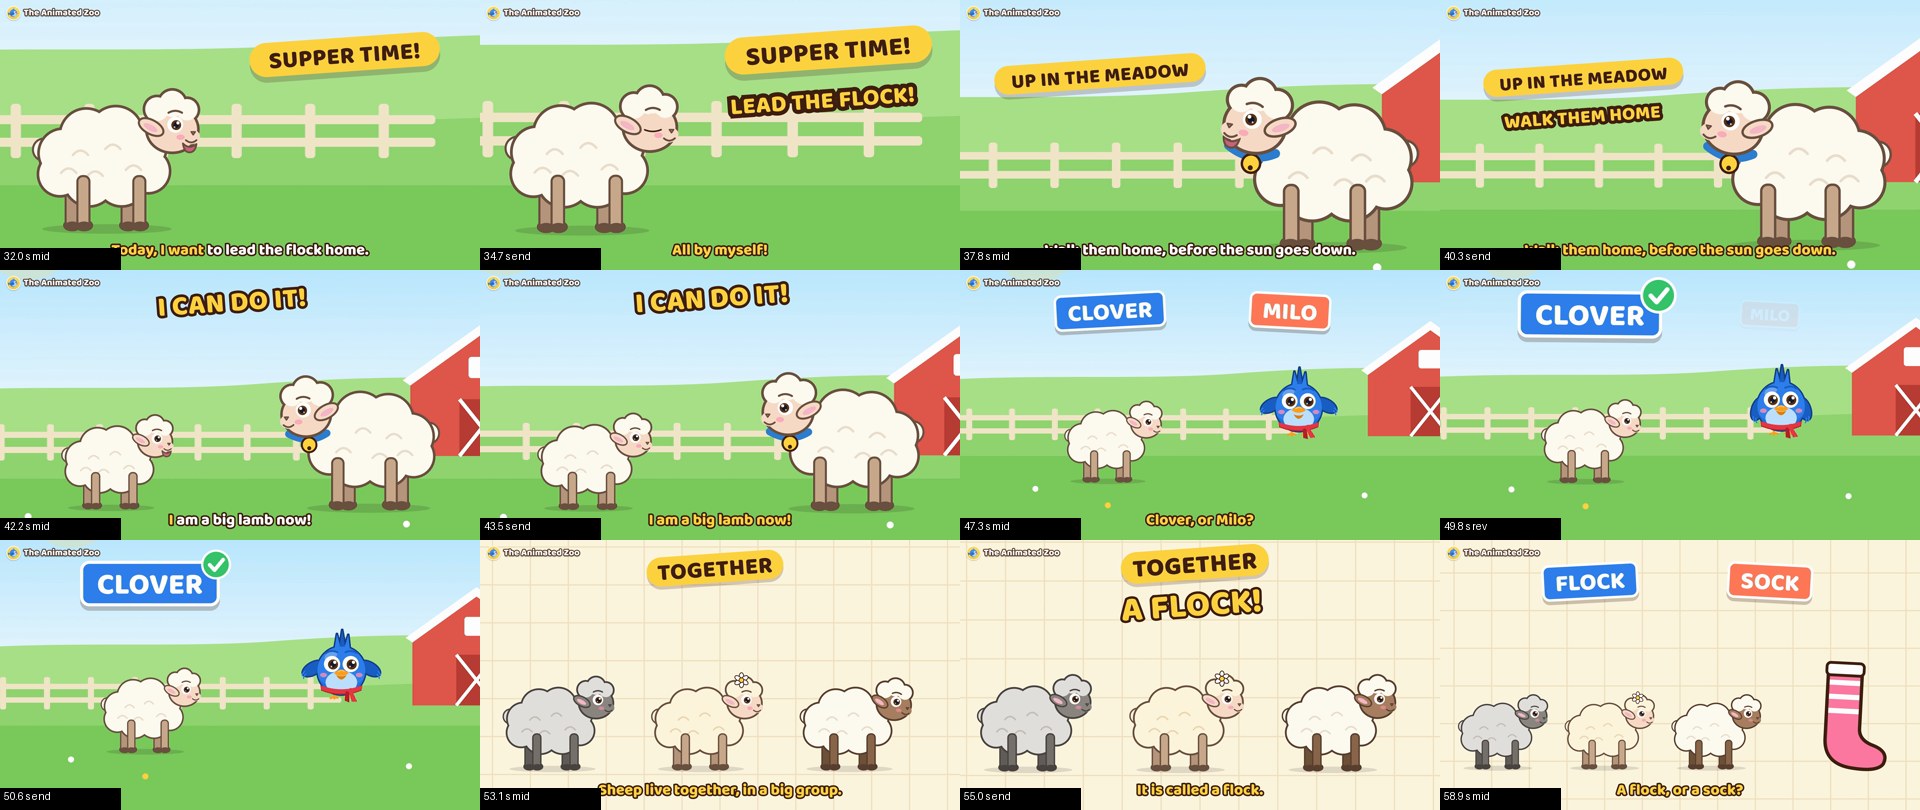 The Animated Zoo
SUPPER TIME!
Today, I want to lead the flock home.
32.0 s mid
The Animated Zoo
SUPPER TIME!
LEAD THE FLOCK!
All by myself!
34.7 s end
The Animated Zoo
UP IN THE MEADOW
them home, before the sun goes down.
37.8 s mid
The Animated Zoo
UP IN THE MEADOW
WALK THEM HOME
them home, before the sun goes down.
40.3 s end
The Animated Zoo
I CAN DO IT!
I am a big lamb now!
42.2 s mid
The Animated Zoo
I CAN DO IT!
I am a big lamb now!
43.5 s end
The Animated Zoo
CLOVER
MILO
Clover, or Milo?
47.3 s mid
The Animated Zoo
CLOVER
MILO
49.8 s rev
The Animated Zoo
CLOVER
50.6 s end
The Animated Zoo
TOGETHER
Sheep live together, in a big group.
53.1 s mid
The Animated Zoo
TOGETHER
A FLOCK!
It is called a flock.
55.0 s end
The Animated Zoo
FLOCK
SOCK
A flock, or a sock?
58.9 s mid